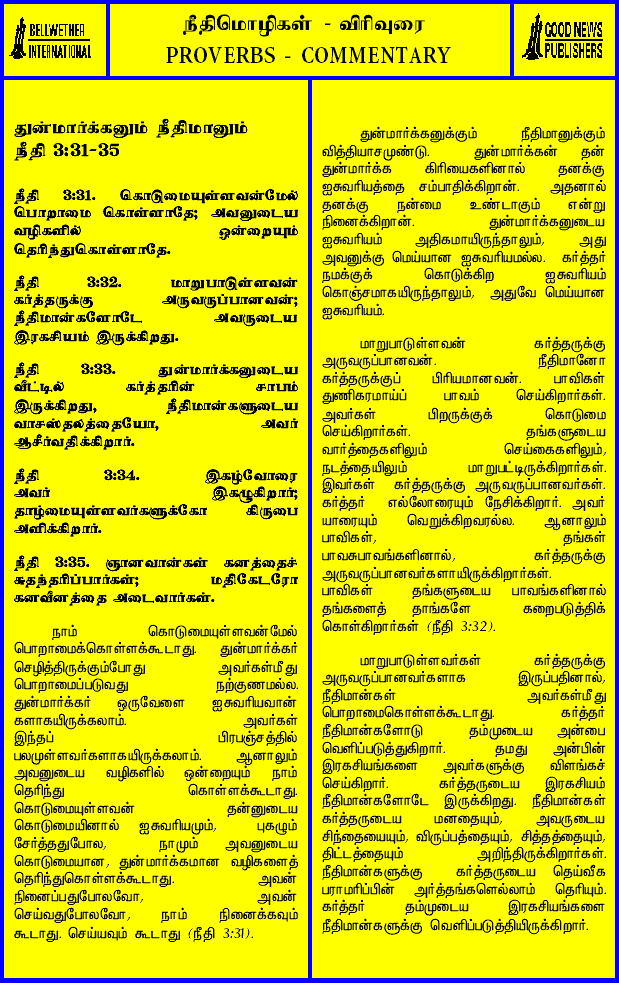 BELLWETHER
INTERNATIONAL
நீதிமொழிகள் - விரிவுரை
PROVERBS - COMMENTARY
GOOD NEWS
PUBLISHERS
துன்மார்க்கனும் நீதிமானும்
நீதி 3:31-35
நீதி 3:31. கொடுமையுள்ளவன்மேல்
பொறாமை கொள்ளாதே; அவனுடைய
வழிகளில் ஒன்றையும்
தெரிந்துகொள்ளாதே.
நீதி 3:32. மாறுபாடுள்ளவன்
கர்த்தருக்கு அருவருப்பானவன்;
நீதிமான்களோடே அவருடைய
இரகசியம் இருக்கிறது.
நீதி 3:33. துன்மார்க்கனுடைய
வீட்டில் கர்த்தரின் சாபம்
இருக்கிறது, நீதிமான்களுடைய
வாசஸ்தலத்தையோ, அவர்
ஆசீர்வதிக்கிறார்.
நீதி 3:34. இகழ்வோரை
அவர் இகழுகிறார்;
தாழ்மையுள்ளவர்களுக்கோ கிருபை
அளிக்கிறார்.
நீதி 3:35. ஞானவான்கள் கனத்தைச்
சுதந்தரிப்பார்கள்; மதிகேடரோ
கனவீனத்தை அடைவார்கள்.
நாம் கொடுமையுள்ளவன்மேல்
பொறாமைக்கொள்ளக்கூடாது. துன்மார்க்கர்
செழித்திருக்கும்போது அவர்கள்மீது
பொறாமைப்படுவது நற்குணமல்ல.
துன்மார்க்கர் ஒருவேளை ஐசுவரியவான்
களாயிருக்கலாம். அவர்கள்
இந்தப் பிரபஞ்சத்தில்
பலமுள்ளவர்களாகயிருக்கலாம். ஆனாலும்
அவனுடைய வழிகளில் ஒன்றையும் நாம்
தெரிந்து கொள்ளக்கூடாது.
கொடுமையுள்ளவன் தன்னுடைய
கொடுமையினால் ஐசுவரியமும், புகழும்
சேர்த்ததுபோல, நாமும் அவனுடைய
கொடுமையான, துன்மார்க்கமான வழிகளைத்
தெரிந்துகொள்ளக்கூடாது. அவன்
நினைப்பதுபோலவோ, அவன்
செய்வதுபோலவோ, நாம் நினைக்கவும்
கூடாது. செய்யவும் கூடாது (நீதி 3:31).
துன்மார்க்கனுக்கும் நீதிமானுக்கும்
வித்தியாசமுண்டு. துன்மார்க்கன் தன்
துன்மார்க்க கிரியைகளினால் தனக்கு
ஐசுவரியத்தை சம்பாதிக்கிறான். அதனால்
தனக்கு நன்மை உண்டாகும் என்று
நினைக்கிறான். துன்மார்க்கனுடைய
ஐசுவரியம் அதிகமாயிருந்தாலும், அது
அவனுக்கு மெய்யான ஐசுவரியமல்ல. கர்த்தர்
நமக்குக் கொடுக்கிற ஐசுவரியம்
கொஞ்சமாகயிருந்தாலும், அதுவே மெய்யான
ஐசுவரியம்.
மாறுபாடுள்ளவன் கர்த்தருக்கு
அருவருப்பானவன். நீதிமானோ
கர்த்தருக்குப் பிரியமானவன். பாவிகள்
துணிகரமாய்ப் பாவம் செய்கிறார்கள்.
அவர்கள் பிறருக்குக் கொடுமை
செய்கிறார்கள். தங்களுடைய
வார்த்தைகளிலும் செய்கைகளிலும்,
நடத்தையிலும் மாறுபட்டிருக்கிறார்கள்.
இவர்கள் கர்த்தருக்கு அருவருப்பானவர்கள்.
கர்த்தர் எல்லோரையும் நேசிக்கிறார். அவர்
யாரையும் வெறுக்கிறவரல்ல. ஆனாலும்
பாவிகள், தங்கள்
பாவசுபாவங்களினால், கர்த்தருக்கு
அருவருப்பானவர்களாயிருக்கிறார்கள்.
பாவிகள் தங்களுடைய பாவங்களினால்
தங்களைத் தாங்களே கறைபடுத்திக்
கொள்கிறார்கள் (நீதி 3:32).
மாறுபாடுள்ளவர்கள் கர்த்தருக்கு
அருவருப்பானவர்களாக இருப்பதினால்,
நீதிமான்கள் அவர்கள்மீது
பொறாமைகொள்ளக்கூடாது. கர்த்தர்
நீதிமான்களோடு தம்முடைய அன்பை
வெளிப்படுத்துகிறார். தமது அன்பின்
இரகசியங்களை அவர்களுக்கு விளங்கச்
செய்கிறார். கர்த்தருடைய இரகசியம்
நீதிமான்களோடே இருக்கிறது. நீதிமான்கள்
கர்த்தருடைய மனதையும், அவருடைய
சிந்தையையும், விருப்பத்தையும், சித்தத்தையும்,
திட்டத்தையும் அறிந்திருக்கிறார்கள்.
நீதிமான்களுக்கு கர்த்தருடைய தெய்வீக
பராமரிப்பின் அர்த்தங்களெல்லாம் தெரியும்.
கர்த்தர் தம்முடைய இரகசியங்களை
நீதிமான்களுக்கு வெளிப்படுத்தியிருக்கிறார்.